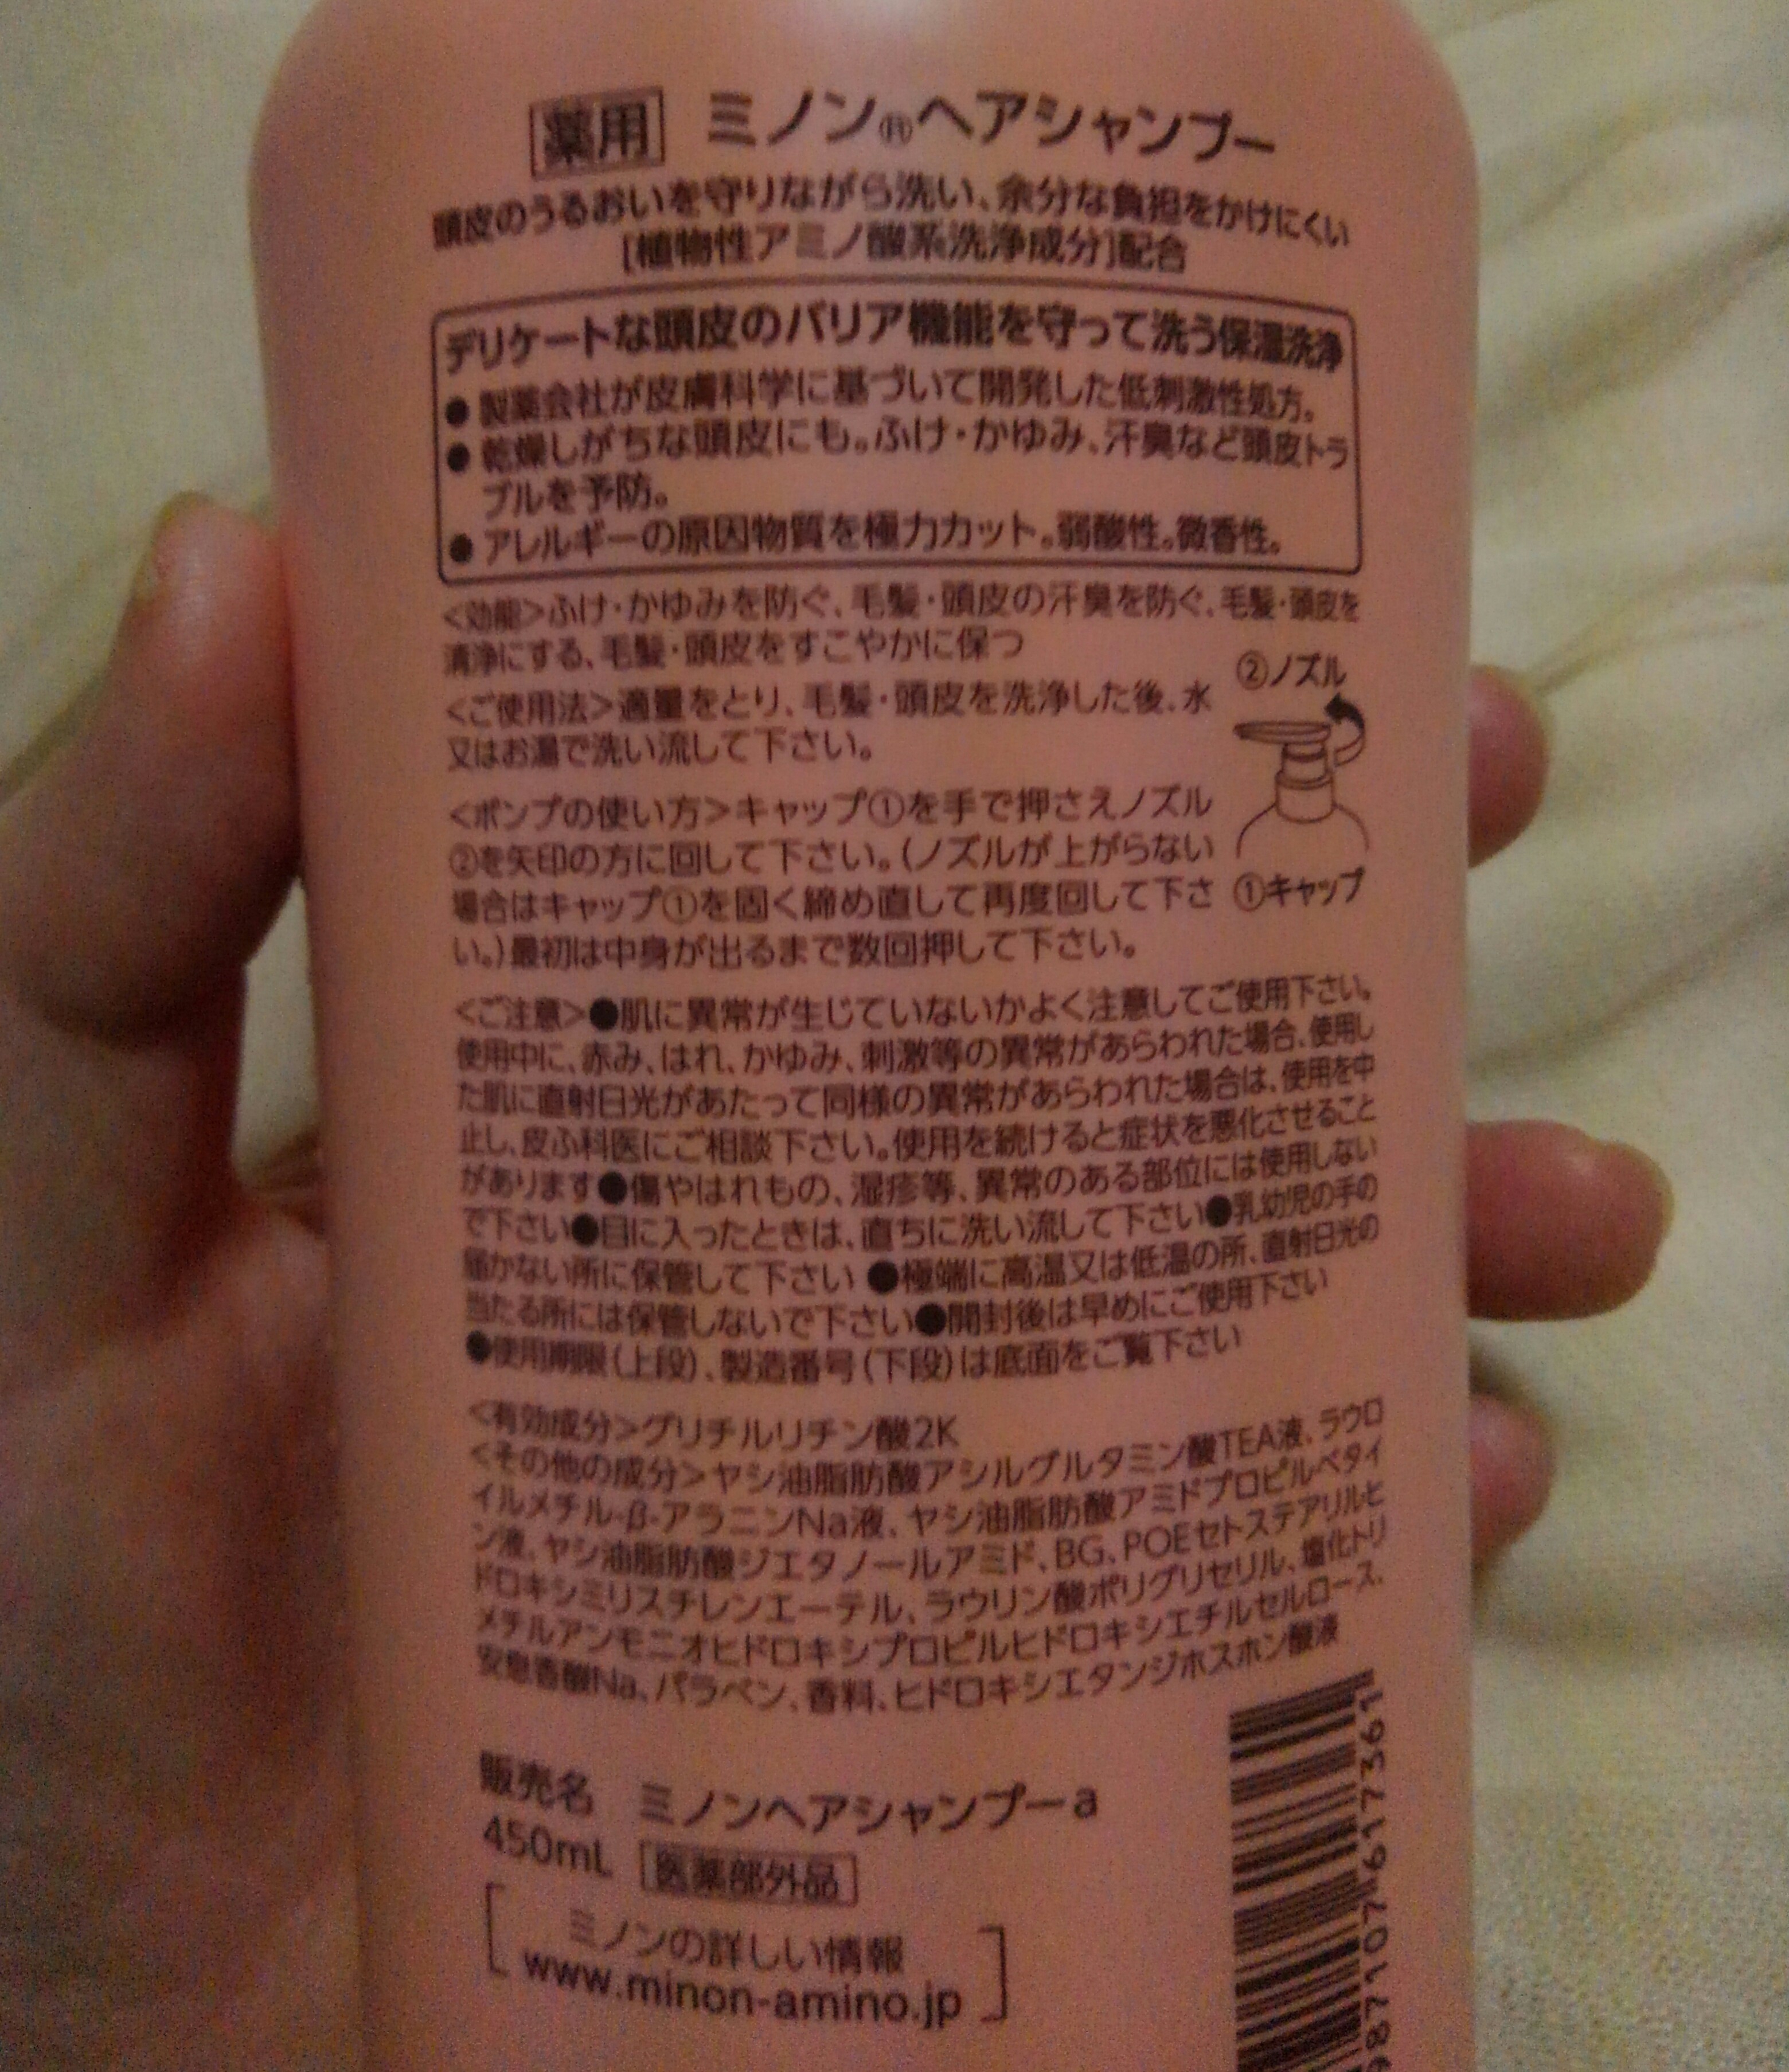 薬用 ミノン®ヘアシャンプー
頭皮のうるおいを守りながら洗い、余分な負担をかけにくい
[植物性アミノ酸系洗浄成分]配合
デリケートな頭皮のバリア機能を守って洗う保湿洗浄
● 製薬会社が皮膚科学に基づいて開発した低刺激性処方。
● 乾燥しがちな頭皮にも。ふけ・かゆみ、汗臭など頭皮トラ
ブルを予防。
● アレルギーの原因物質を極力カット。弱酸性。微香性。
<効能>ふけ・かゆみを防ぐ、毛髪・頭皮の汗臭を防ぐ、毛髪・頭皮を
清浄にする、毛髪・頭皮をすこやかに保つ
<ご使用法>適量をとり、毛髪・頭皮を洗浄した後、水
又はお湯で洗い流して下さい。
<ポンプの使い方>キャップ①を手で押さえノズル
②を矢印の方に回して下さい。(ノズルが上がらない
場合はキャップ①を固く締め直して再度回して下さ
い。)最初は中身が出るまで数回押して下さい。
②ノズル
①キャップ
<ご注意>●肌に異常が生じていないかよく注意してご使用下さい。
使用中に、赤み、はれ、かゆみ、刺激等の異常があらわれた場合、使用し
た肌に直射日光があたって同様の異常があらわれた場合は、使用を中
止し、皮ふ科医にご相談下さい。使用を続けると症状を悪化させること
があります●傷やはれもの、湿疹等、異常のある部位には使用しない
で下さい●目に入ったときは、直ちに洗い流して下さい●乳幼児の手の
届かない所に保管して下さい ●極端に高温又は低温の所、直射日光の
当たる所には保管しないで下さい●開封後は早めにご使用下さい
●使用期限(上段)、製造番号(下段)は底面をご覧下さい
<有効成分>グリチルリチン酸2K
<その他の成分>ヤシ油脂肪酸アシルグルタミン酸TEA液、ラウロ
イルメチル-β-アラニンNa液、ヤシ油脂肪酸アミドプロピルベタイ
ン液、ヤシ油脂肪酸ジエタノールアミド、BG、POEセトステアリルヒ
ドロキシミリスチレンエーテル、ラウリン酸ポリグリセリル、塩化トリ
メチルアンモニオヒドロキシプロピルヒドロキシエチルセルロース、
安息香酸Na、パラベン、香料、ヒドロキシエタンジホスホン酸液
販売名 ミノンヘアシャンプーa
450mL 医薬部外品
ミノンの詳しい情報
www.minon-amino.jp
987107617361